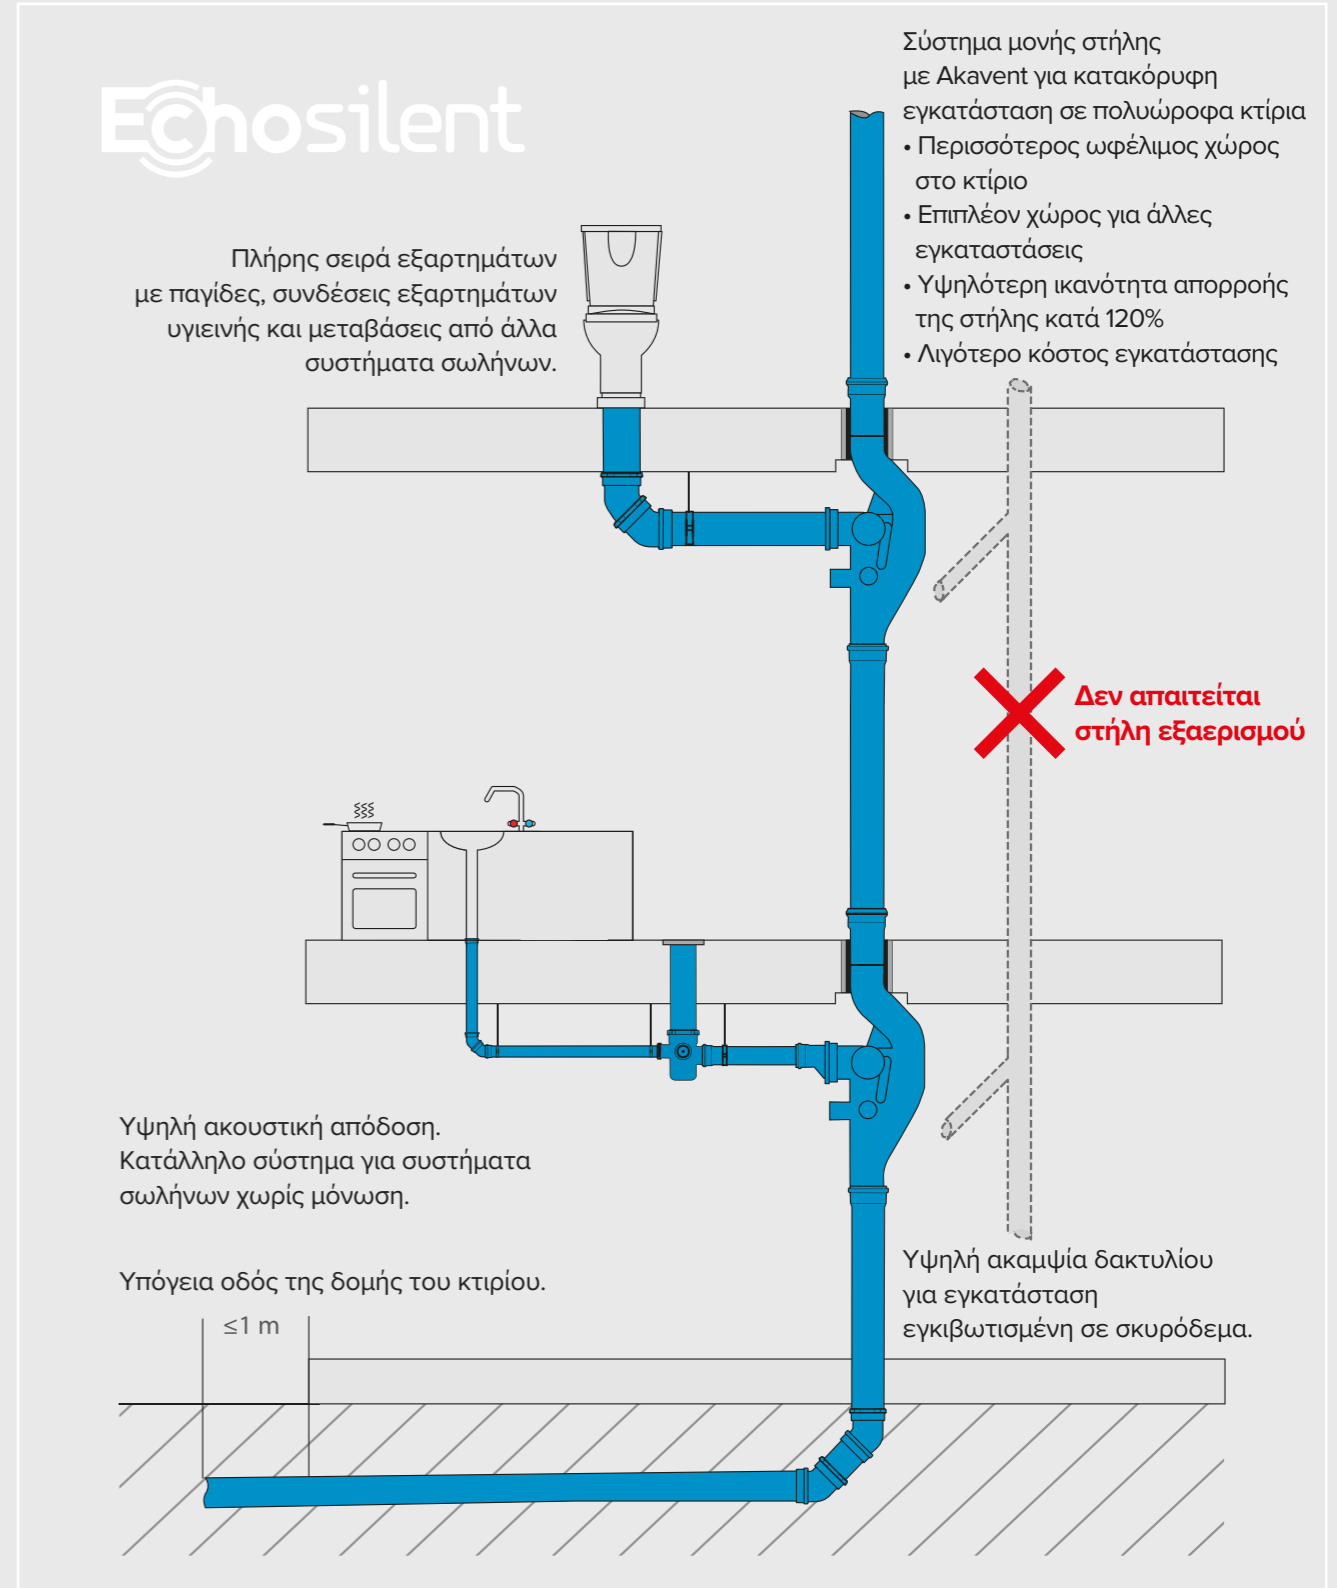 Echosilent
Σύστημα μονής στήλης
με Akavent για κατακόρυφη
εγκατάσταση σε πολυώροφα κτίρια
• Περισσότερος ωφέλιμος χώρος
στο κτίριο
• Επιπλέον χώρος για άλλες
εγκαταστάσεις
• Υψηλότερη ικανότητα απορροής
της στήλης κατά 120%
• Λιγότερο κόστος εγκατάστασης
Πλήρης σειρά εξαρτημάτων
με παγίδες, συνδέσεις εξαρτημάτων
υγιεινής και μεταβάσεις από άλλα
συστήματα σωλήνων.
Δεν απαιτείται
στήλη εξαερισμού
Υψηλή ακουστική απόδοση.
Κατάλληλο σύστημα για συστήματα
σωλήνων χωρίς μόνωση.
Υπόγεια οδός της δομής του κτιρίου.
≤1 m
Υψηλή ακαμψία δακτυλίου
για εγκατάσταση
εγκιβωτισμένη σε σκυρόδεμα.